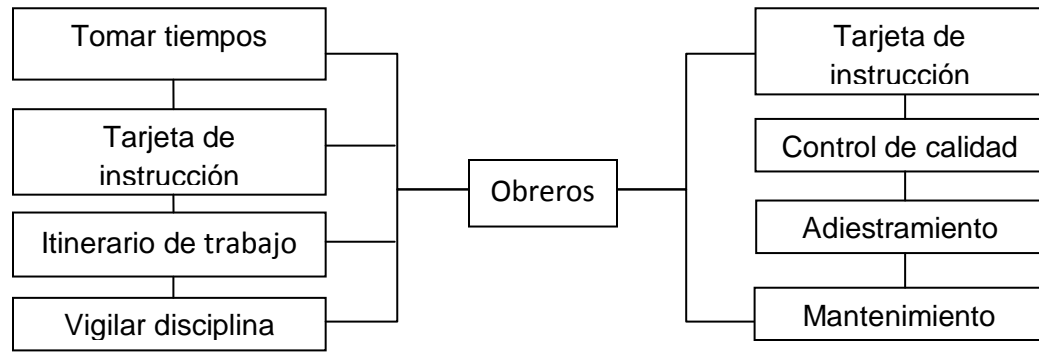 Tomar tiempos
Tarjeta de
instrucción
Itinerario de trabajo
Vigilar disciplina
Obreros
Tarjeta de
instrucción
Control de calidad
Adiestramiento
Mantenimiento